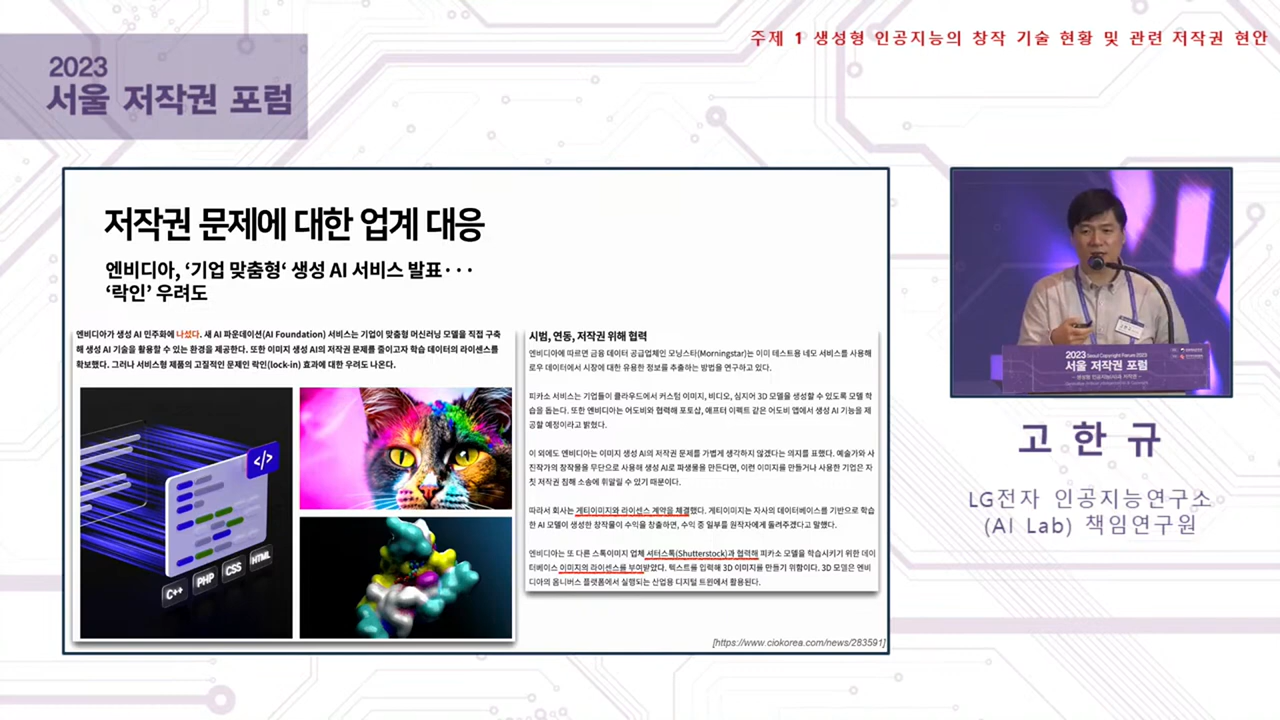 주제 1 생성형 인공지능의 창작 기술 현황 및 관련 저작권 현안
2023
서울 저작권 포럼
저작권 문제에 대한 업계 대응
엔비디아, ‘기업 맞춤형‘ 생성 AI 서비스 발표···
‘락인’ 우려도
엔비디아가 생성 AI 민주화에 나섰다. 새 AI 파운데이션(AI Foundation) 서비스는 기업이 맞춤형 머신러닝 모델을 직접 구축
해 생성 AI 기술을 활용할 수 있는 환경을 제공한다. 또한 이미지 생성 AI의 저작권 문제를 줄이고자 학습 데이터의 라이센스를
확보했다. 그러나 서비스형 제품의 고질적인 문제인 락인(lock-in) 효과에 대한 우려도 나온다.
</>
C++
PHP
CSS
HTML
시범, 연동, 저작권 위해 협력
엔비디아에 따르면 금융 데이터 공급업체인 모닝스타(Morningstar)는 이미 테스트용 네모 서비스를 사용해
로우 데이터에서 시장에 대한 유용한 정보를 추출하는 방법을 연구하고 있다.
피카소 서비스는 기업들이 클라우드에서 커스텀 이미지, 비디오, 심지어 3D 모델을 생성할 수 있도록 모델 학
습을 돕는다. 또한 엔비디아는 어도비와 협력해 포토샵, 애프터 이펙트 같은 어도비 앱에서 생성 AI 기능을 제
공할 예정이라고 밝혔다.
이 외에도 엔비디아는 이미지 생성 AI의 저작권 문제를 가볍게 생각하지 않겠다는 의지를 표했다. 예술가와 사
진작가의 창작물을 무단으로 사용해 생성 AI로 파생물을 만든다면, 이런 이미지를 만들거나 사용한 기업은 자
칫 저작권 침해 소송에 휘말릴 수 있기 때문이다.
따라서 회사는 게티이미지와 라이센스 계약을 체결했다. 게티이미지는 자사의 데이터베이스를 기반으로 학습
한 AI 모델이 생성한 창작물이 수익을 창출하면, 수익 중 일부를 원작자에게 돌려주겠다고 말했다.
엔비디아는 또 다른 스톡이미지 업체 셔터스톡(Shutterstock)과 협력해 피카소 모델을 학습시키기 위한 데이
터베이스 이미지의 라이센스를 부여받았다. 텍스트를 입력해 3D 이미지를 만들기 위함이다. 3D 모델은 엔비
디아의 옴니버스 플랫폼에서 실행되는 산업용 디지털 트윈에서 활용된다.
[https://www.ciokorea.com/news/283591]
2023 Seoul Copyright Forum 2023
서울 저작권 포럼
고한규
LG전자 인공지능연구소
(AI Lab) 책임연구원